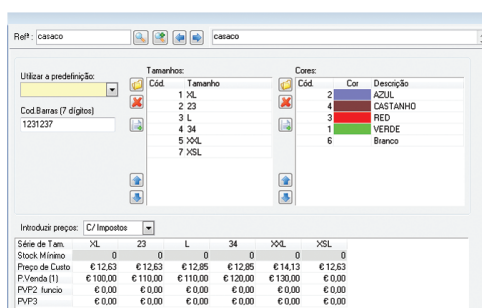 Refª : casaco casaco
Utilizar a predefinição:
Cod.Barras (7 dígitos)
1231237
Tamanhos:
Cód. Tamanho
1 XL
2 23
3 L
4 34
5 XXL
7 XSL
Cores:
Cód. Cor Descrição
2 AZUL
4 CASTANHO
3 RED
1 VERDE
6 Branco
Introduzir preços: C/ Impostos
Série de Tam. XL 23 L 34 XXL XSL
Stock Mínimo 0 0 0 0 0 0
Preço de Custo € 12,63 € 12,63 € 12,85 € 12,85 € 14,13 € 12,63
P.Venda (1) € 100,00 € 110,00 € 110,00 € 120,00 € 130,00 € 0,00
PVP2 funcio € 0,00 € 0,00 € 0,00 € 0,00 € 0,00 € 0,00
PVP3 € 0,00 € 0,00 € 0,00 € 0,00 € 0,00 € 0,00